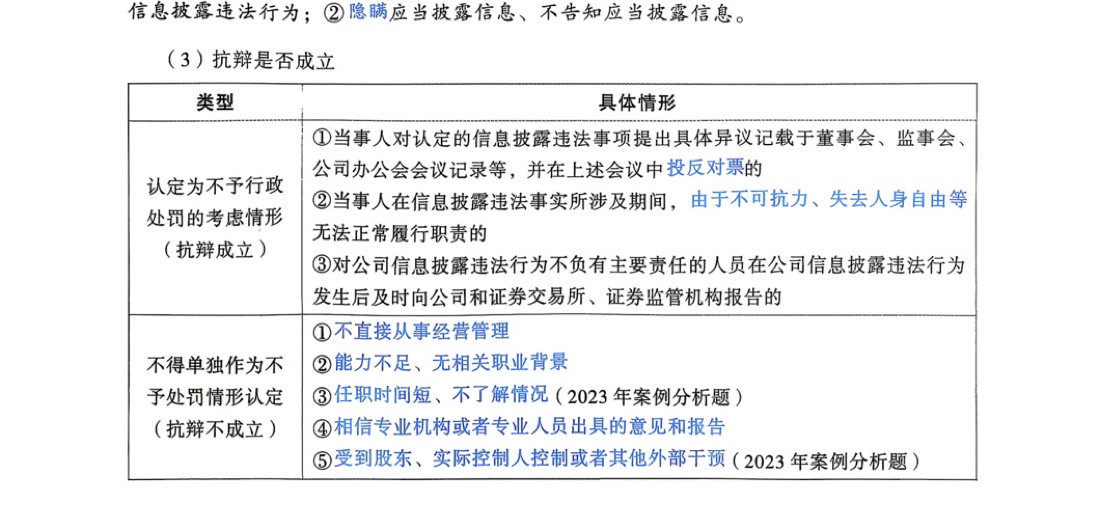 信息披露违法行为；②隐瞒应当披露信息、不告知应当披露信息。
（3）抗辩是否成立
类型
具体情形
认定为不予行政
处罚的考虑情形
（抗辩成立）
①当事人对认定的信息披露违法事项提出具体异议记载于董事会、监事会、
公司办公会会议记录等，并在上述会议中投反对票的
②当事人在信息披露违法事实所涉及期间，由于不可抗力、失去人身自由等
无法正常履行职责的
③对公司信息披露违法行为不负有主要责任的人员在公司信息披露违法行为
发生后及时向公司和证券交易所、证券监管机构报告的
不得单独作为不
予处罚情形认定
（抗辩不成立）
①不直接从事经营管理
②能力不足、无相关职业背景
③任职时间短、不了解情况（2023年案例分析题）
④相信专业机构或者专业人员出具的意见和报告
⑤受到股东、实际控制人控制或者其他外部干预（2023年案例分析题）